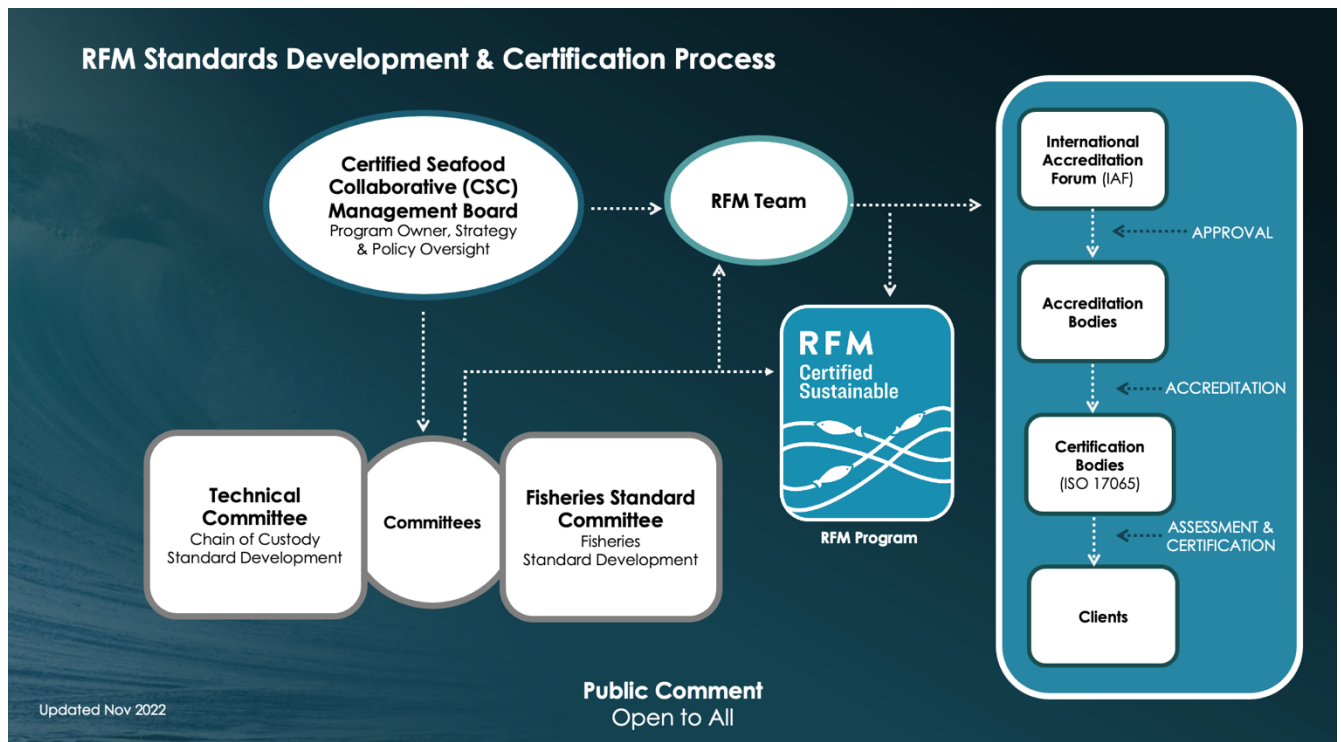 RFM Standards Development & Certification Process
Certified Seafood
Collaborative (CSC)
Management Board
Program Owner, Strategy
& Policy Oversight
RFM Team
International
Accreditation
Forum (IAF)
APPROVAL
Accreditation
Bodies
ACCREDITATION
Certification
Bodies
(ISO 17065)
ASSESSMENT &
CERTIFICATION
Clients
RFM
Certified
Sustainable
RFM Program
Technical
Committee
Chain of Custody
Standard Development
Committees
Fisheries Standard
Committee
Fisheries
Standard Development
Public Comment
Open to All
Updated Nov 2022